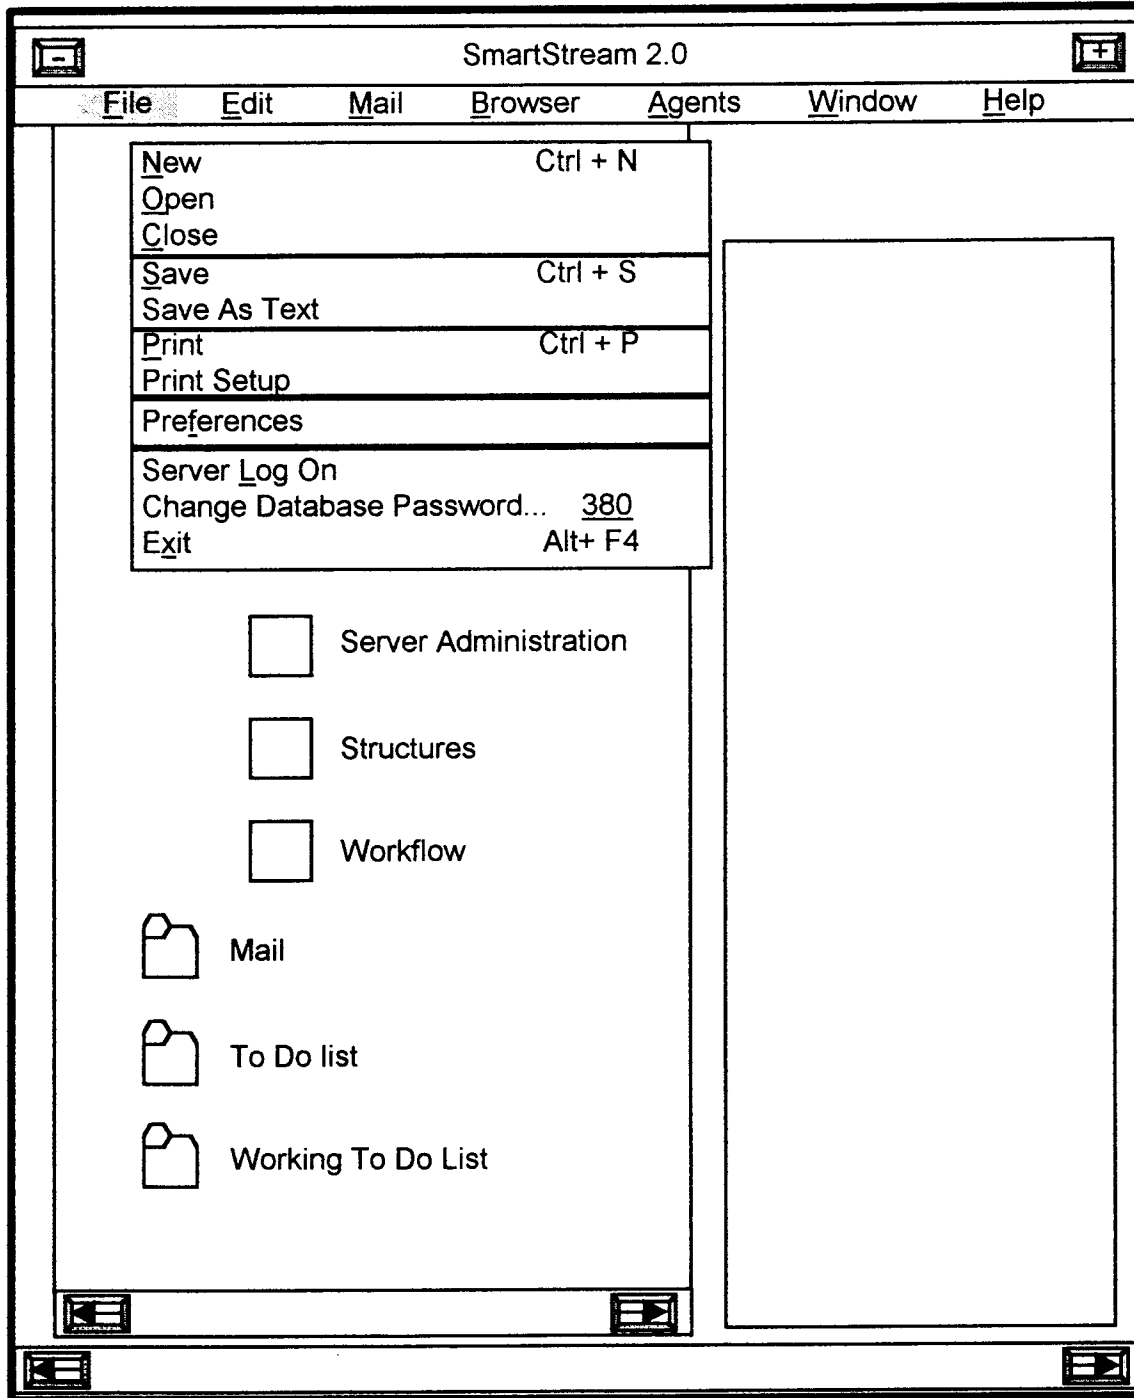 - SmartStream 2.0 +
File Edit Mail Browser Agents Window Help
New Ctrl + N
Open
Close
Save Ctrl + S
Save As Text
Print Ctrl + P
Print Setup
Preferences
Server Log On
Change Database Password... 380
Exit Alt+ F4
Server Administration
Structures
Workflow
Mail
To Do list
Working To Do List